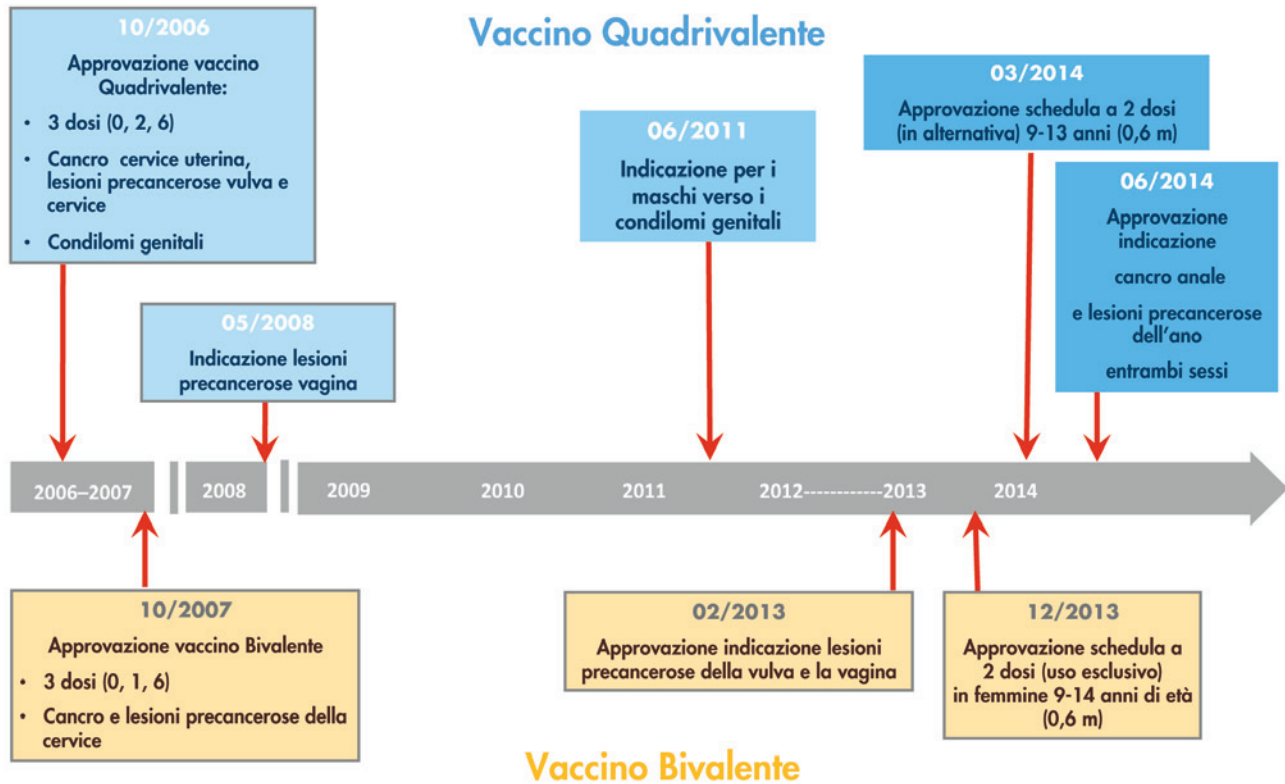 Vaccino Quadrivalente
10/2006
Approvazione vaccino
Quadrivalente:
• 3 dosi (0, 2, 6)
• Cancro cervice uterina,
lesioni precancerose vulva e
cervice
• Condilomi genitali
05/2008
Indicazione lesioni
precancerose vagina
06/2011
Indicazione per i
maschi verso i
condilomi genitali
03/2014
Approvazione schedula a 2 dosi
(in alternativa) 9-13 anni (0,6 m)
06/2014
Approvazione
indicazione
cancro anale
e lesioni precancerose
dell'ano
entrambi sessi
2006–2007 2008 2009 2010 2011 2012------------2013 2014
10/2007
Approvazione vaccino Bivalente
• 3 dosi (0, 1, 6)
• Cancro e lesioni precancerose della
cervice
02/2013
Approvazione indicazione lesioni
precancerose della vulva e la vagina
12/2013
Approvazione schedula a
2 dosi (uso esclusivo)
in femmine 9-14 anni di età
(0,6 m)
Vaccino Bivalente